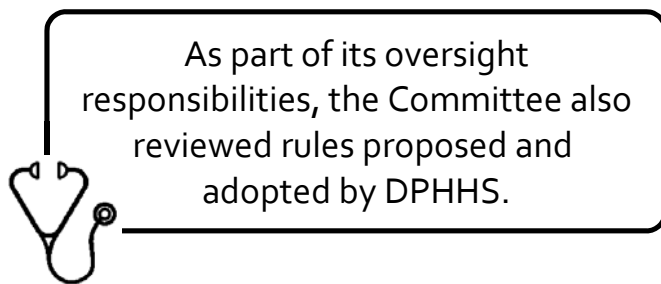 As part of its oversight
responsibilities, the Committee also
reviewed rules proposed and
adopted by DPHHS.